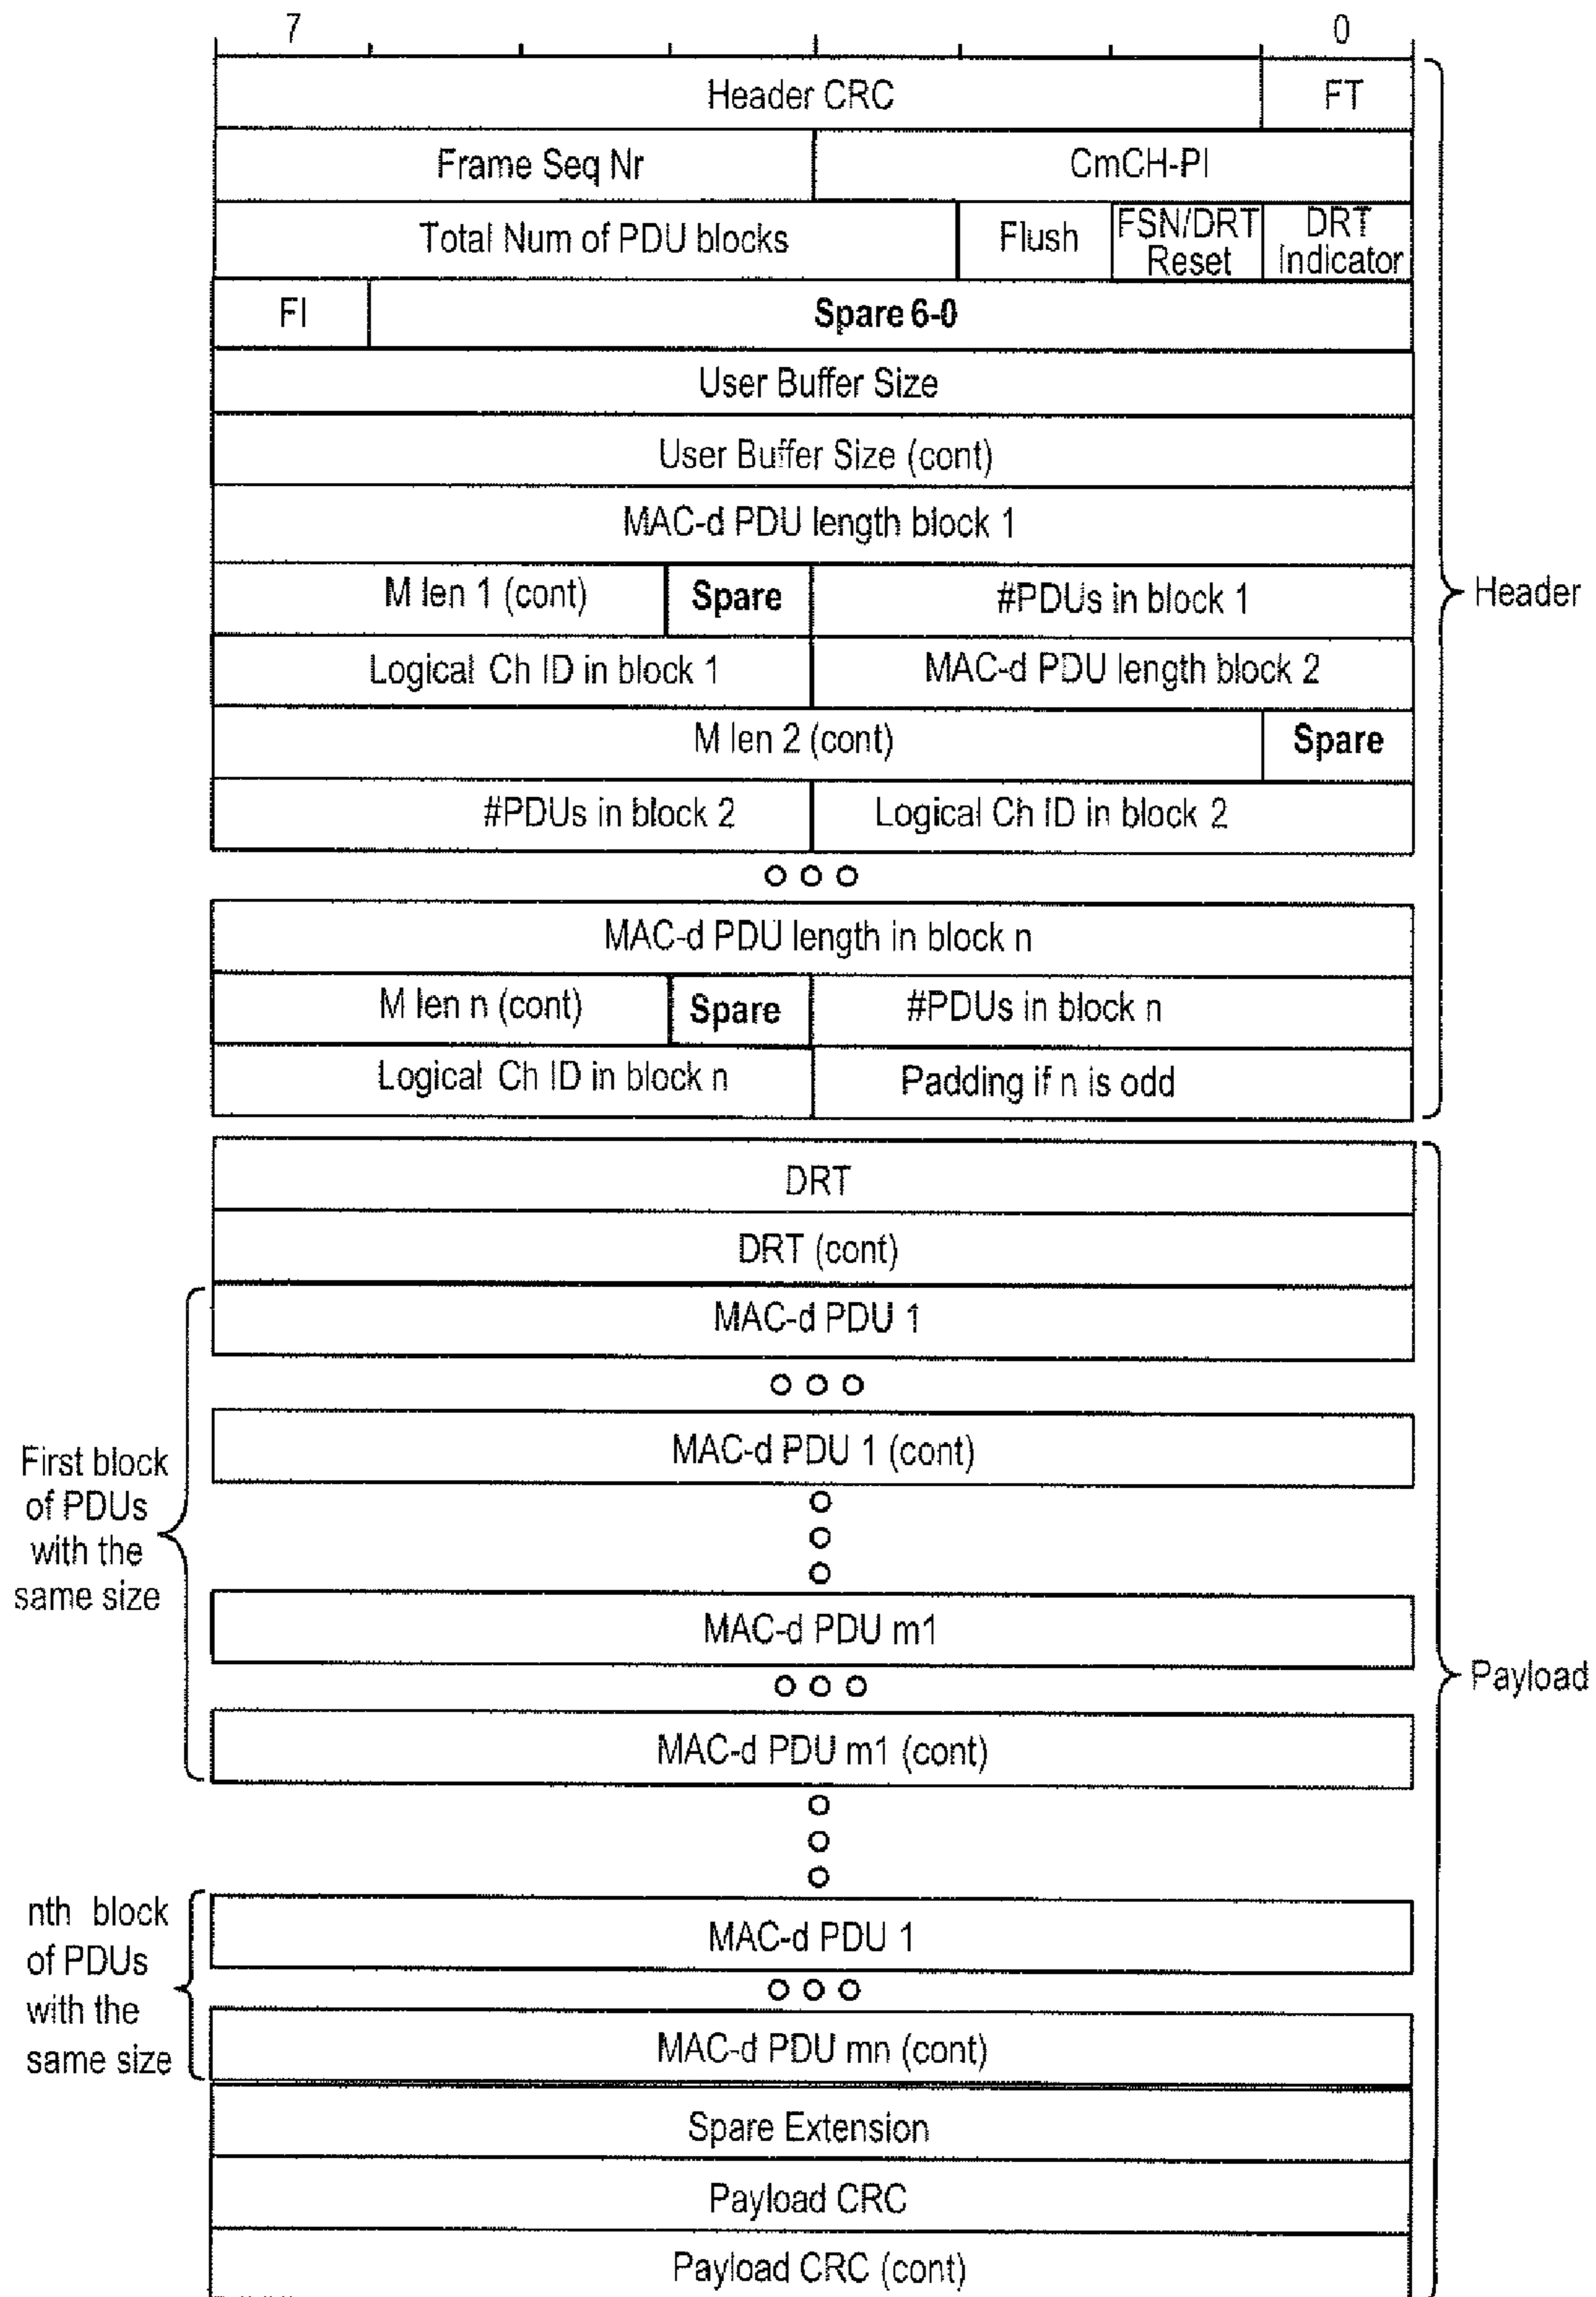 7 0
Header CRC FT
Frame Seq Nr CmCH-PI
Total Num of PDU blocks Flush FSN/DRT Reset DRT Indicator
FI Spare 6-0
User Buffer Size
User Buffer Size (cont)
MAC-d PDU length block 1
M len 1 (cont) Spare #PDUs in block 1
Header
Logical Ch ID in block 1 MAC-d PDU length block 2
M len 2 (cont) Spare
#PDUs in block 2 Logical Ch ID in block 2
MAC-d PDU length in block n
M len n (cont) Spare #PDUs in block n
Logical Ch ID in block n Padding if n is odd
DRT
DRT (cont)
MAC-d PDU 1
MAC-d PDU 1 (cont)
First block
of PDUs
with the
same size
MAC-d PDU m1
Payload
MAC-d PDU m1 (cont)
nth block
of PDUs
with the
same size
MAC-d PDU 1
MAC-d PDU mn (cont)
Spare Extension
Payload CRC
Payload CRC (cont)